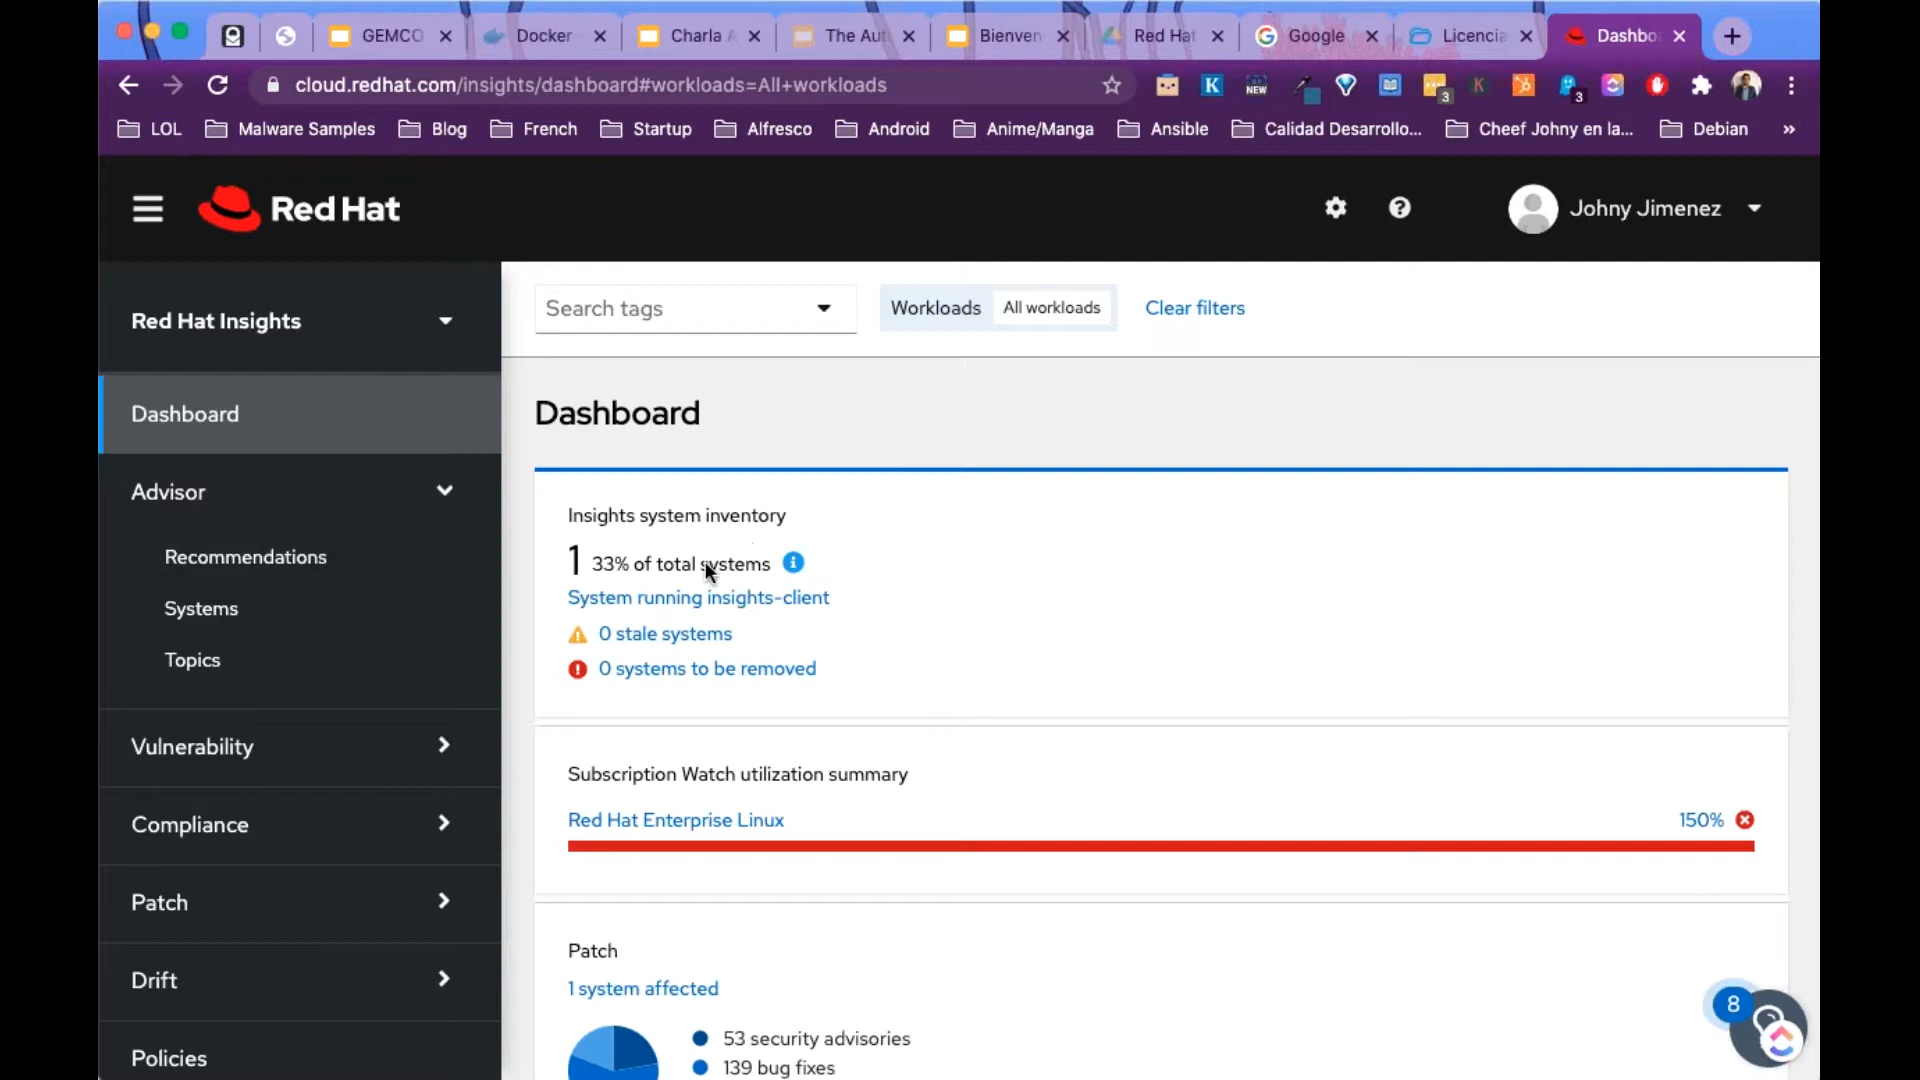 GEMCO
Docker
Charla A
The Aut
Bienven
Red Hat
Google
Licencia
Dashbo
cloud.redhat.com/insights/dashboard#workloads=All+workloads
K
NEW
3
K
3
LOL
Malware Samples
Blog
French
Startup
Alfresco
Android
Anime/Manga
Ansible
Calidad Desarrollo...
Cheef Johny en la...
Debian
»
Red Hat
Johny Jimenez
Red Hat Insights
Search tags
Workloads All workloads
Clear filters
Dashboard
Advisor
Recommendations
Systems
Topics
Vulnerability
Compliance
Patch
Drift
Policies
Dashboard
Insights system inventory
1 33% of total systems
System running insights-client
0 stale systems
0 systems to be removed
Subscription Watch utilization summary
Red Hat Enterprise Linux 150%
Patch
1 system affected
53 security advisories
139 bug fixes
8